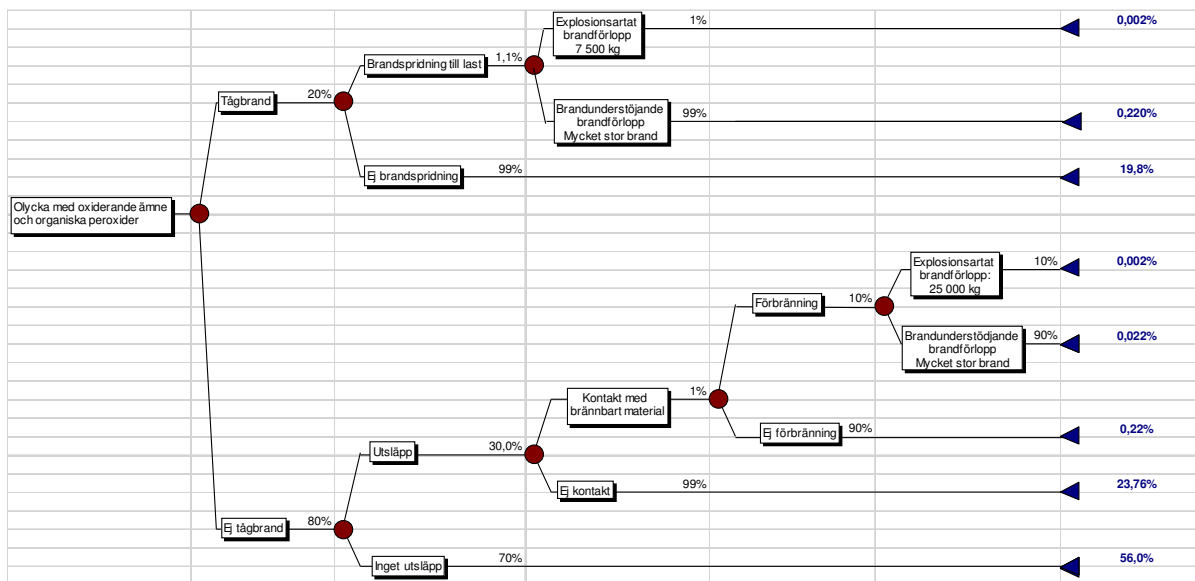 Explosionsartat
brandförlopp
7 500 kg
1%
0,002%
Brandspridning till last
1,1%
Tågbrand
20%
Brandunderstöjande
brandförlopp
Mycket stor brand
99%
0,220%
Ej brandspridning
99%
19,8%
Olycka med oxiderande ämne
och organiska peroxider
Explosionsartat
brandförlopp:
25 000 kg
10%
0,002%
Förbränning
10%
Brandunderstödjande
brandförlopp
Mycket stor brand
90%
0,022%
Kontakt med
brännbart material
1%
Ej förbränning
90%
0,22%
Utsläpp
30,0%
Ej kontakt
99%
23,76%
Ej tågbrand
80%
Inget utsläpp
70%
56,0%